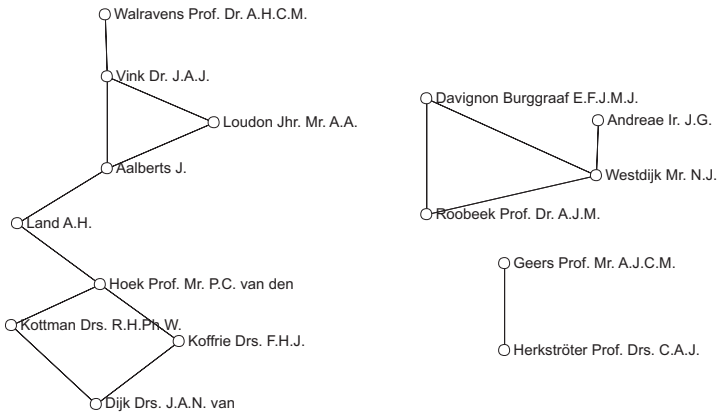 Walravens Prof. Dr. A.H.C.M.
Vink Dr. J.A.J.
Loudon Jhr. Mr. A.A.
Aalberts J.
Land A.H.
Hoek Prof. Mr. P.C. van den
Kottman Drs. R.H.Ph.W.
Koffrie Drs. F.H.J.
Dijk Drs. J.A.N. van
Davignon Burggraaf E.F.J.M.J.
Andreae Ir. J.G.
Westdijk Mr. N.J.
Roobeek Prof. Dr. A.J.M.
Geers Prof. Mr. A.J.C.M.
Herkströter Prof. Drs. C.A.J.